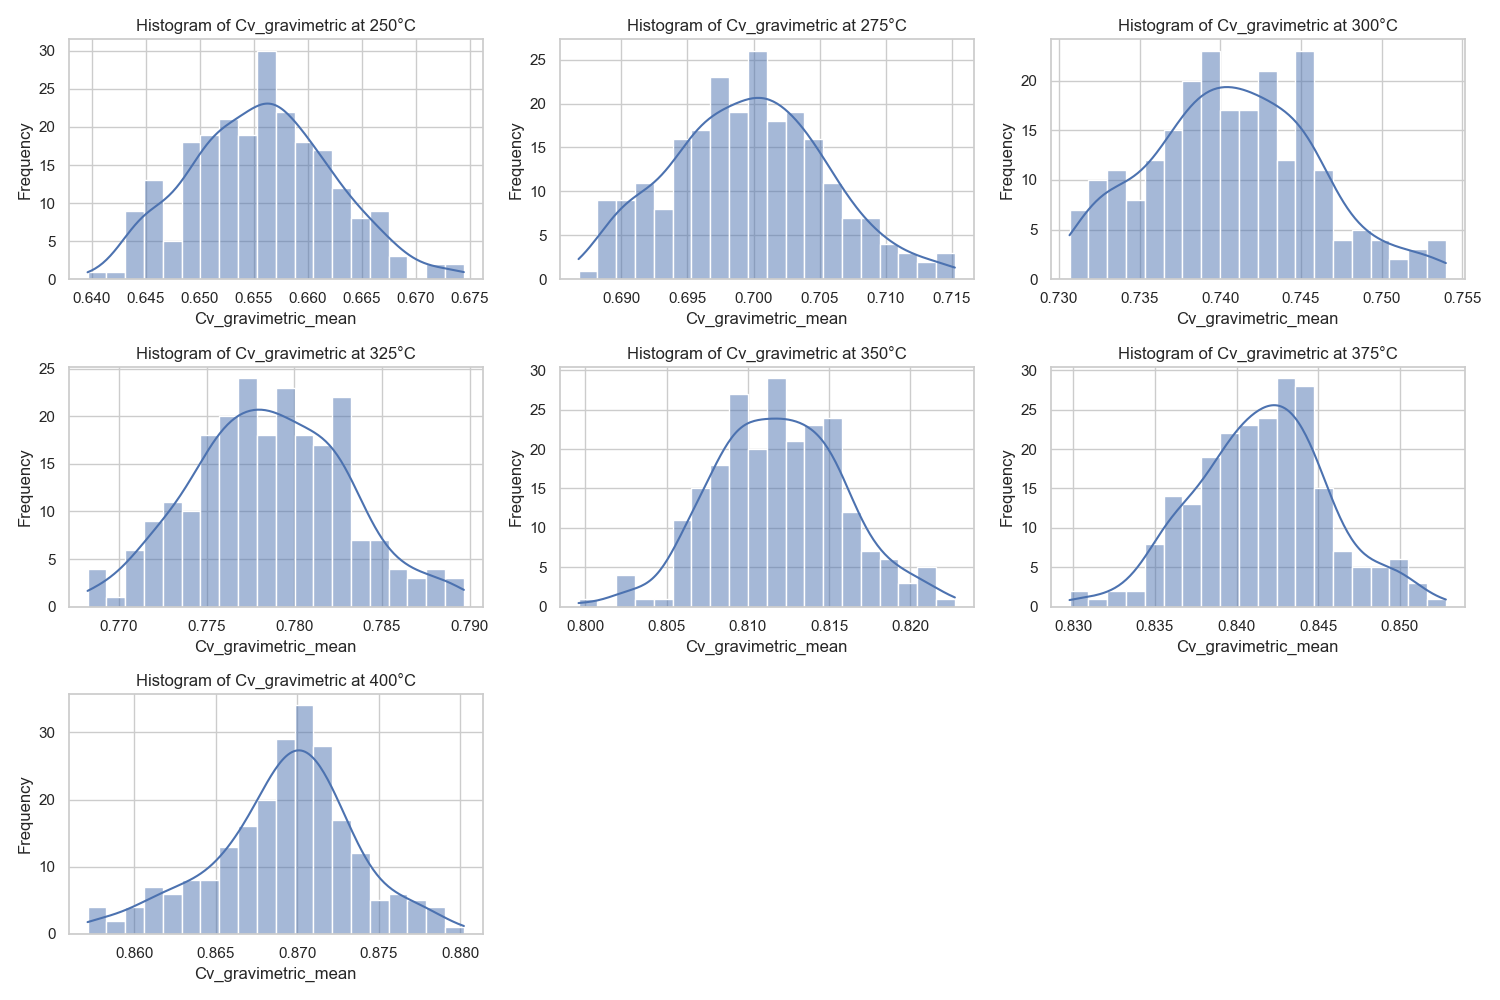 Histogram of Cv_gravimetric at 250°C
30
25
20
15
10
5
0
Frequency
0.640 0.645 0.650 0.655 0.660 0.665 0.670 0.675
Cv_gravimetric_mean
Histogram of Cv_gravimetric at 275°C
25
20
15
10
5
0
Frequency
0.690 0.695 0.700 0.705 0.710 0.715
Cv_gravimetric_mean
Histogram of Cv_gravimetric at 300°C
20
15
10
5
0
Frequency
0.730 0.735 0.740 0.745 0.750 0.755
Cv_gravimetric_mean
Histogram of Cv_gravimetric at 325°C
25
20
15
10
5
0
Frequency
0.770 0.775 0.780 0.785 0.790
Cv_gravimetric_mean
Histogram of Cv_gravimetric at 350°C
30
25
20
15
10
5
0
Frequency
0.800 0.805 0.810 0.815 0.820
Cv_gravimetric_mean
Histogram of Cv_gravimetric at 375°C
30
25
20
15
10
5
0
Frequency
0.830 0.835 0.840 0.845 0.850
Cv_gravimetric_mean
Histogram of Cv_gravimetric at 400°C
30
20
10
0
Frequency
0.860 0.865 0.870 0.875 0.880
Cv_gravimetric_mean